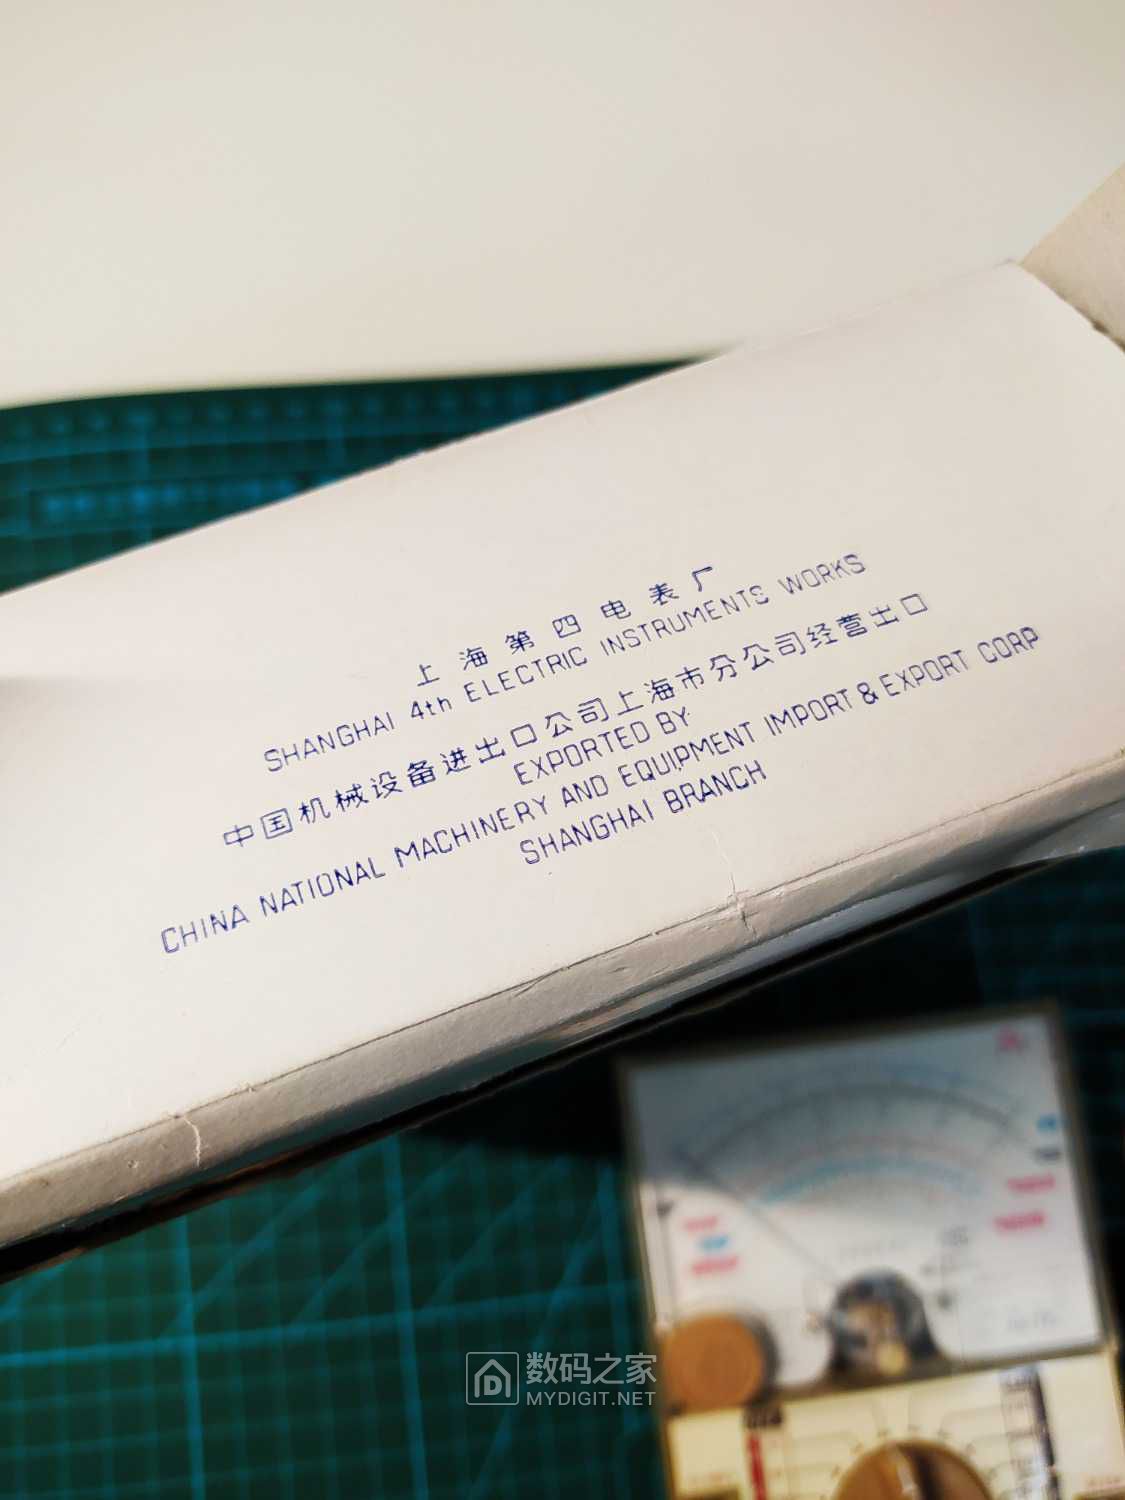 上海第四电表厂
SHANGHAI 4th ELECTRIC INSTRUMENTS WORKS
中国机械设备进出口公司上海市分公司经营出口
EXPORTED BY
CHINA NATIONAL MACHINERY AND EQUIPMENT IMPORT & EXPORT CORP
SHANGHAI BRANCH
数码之家
MYDIGIT.NET